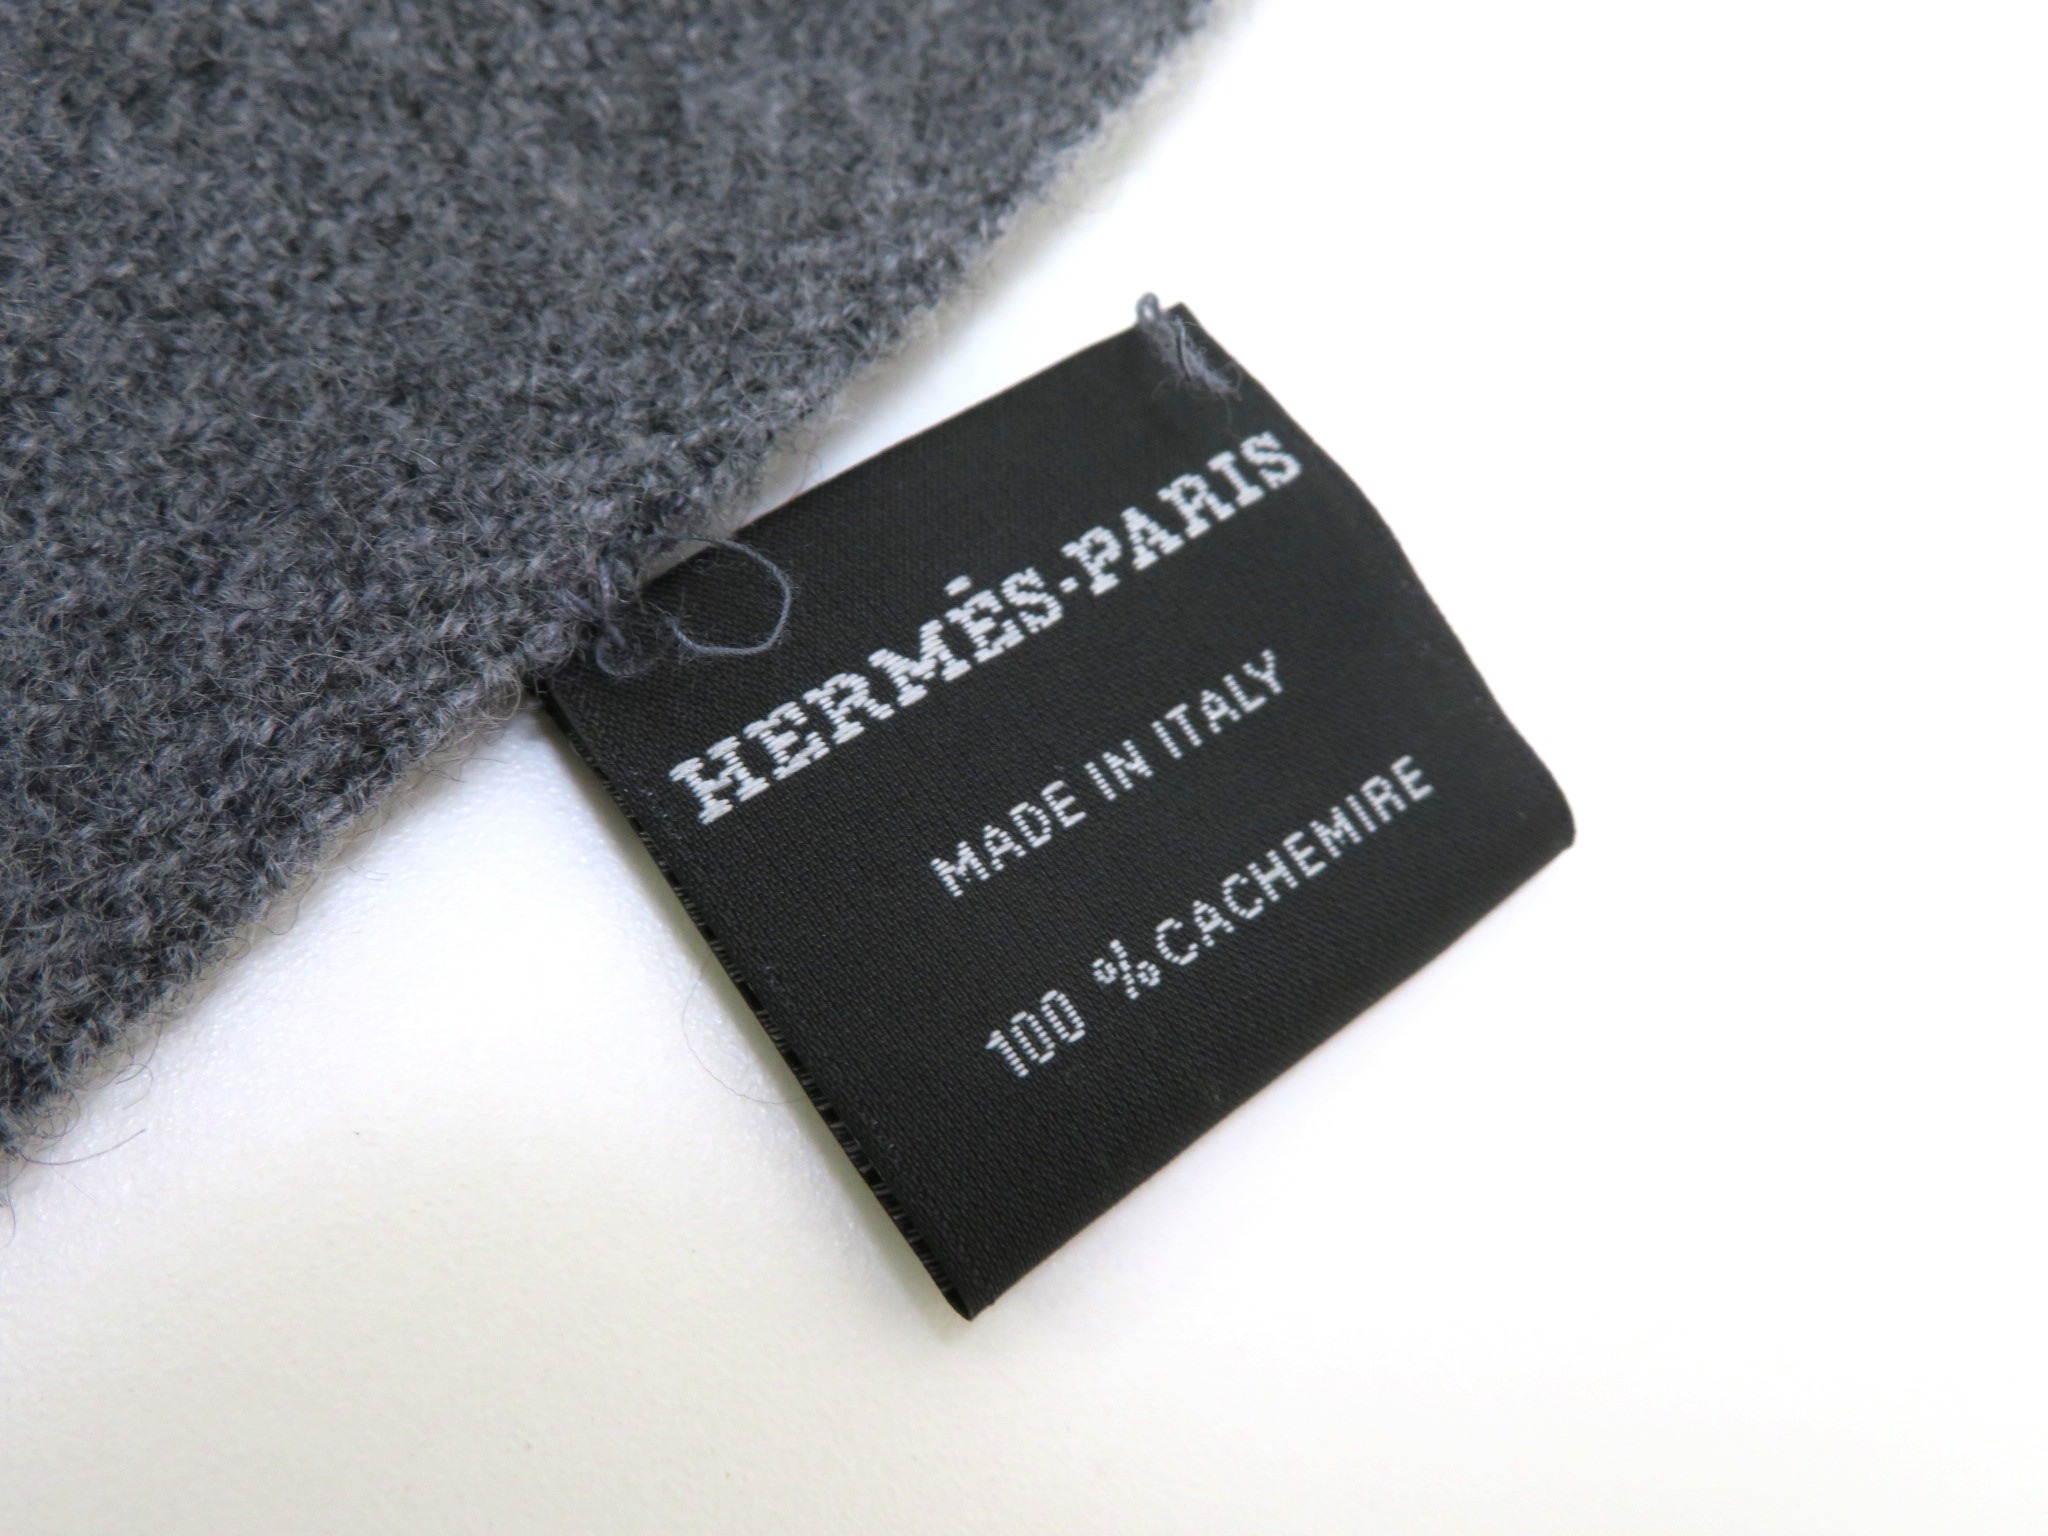 HERMÈS-PARIS
MADE IN ITALY
100 % CACHEMIRE